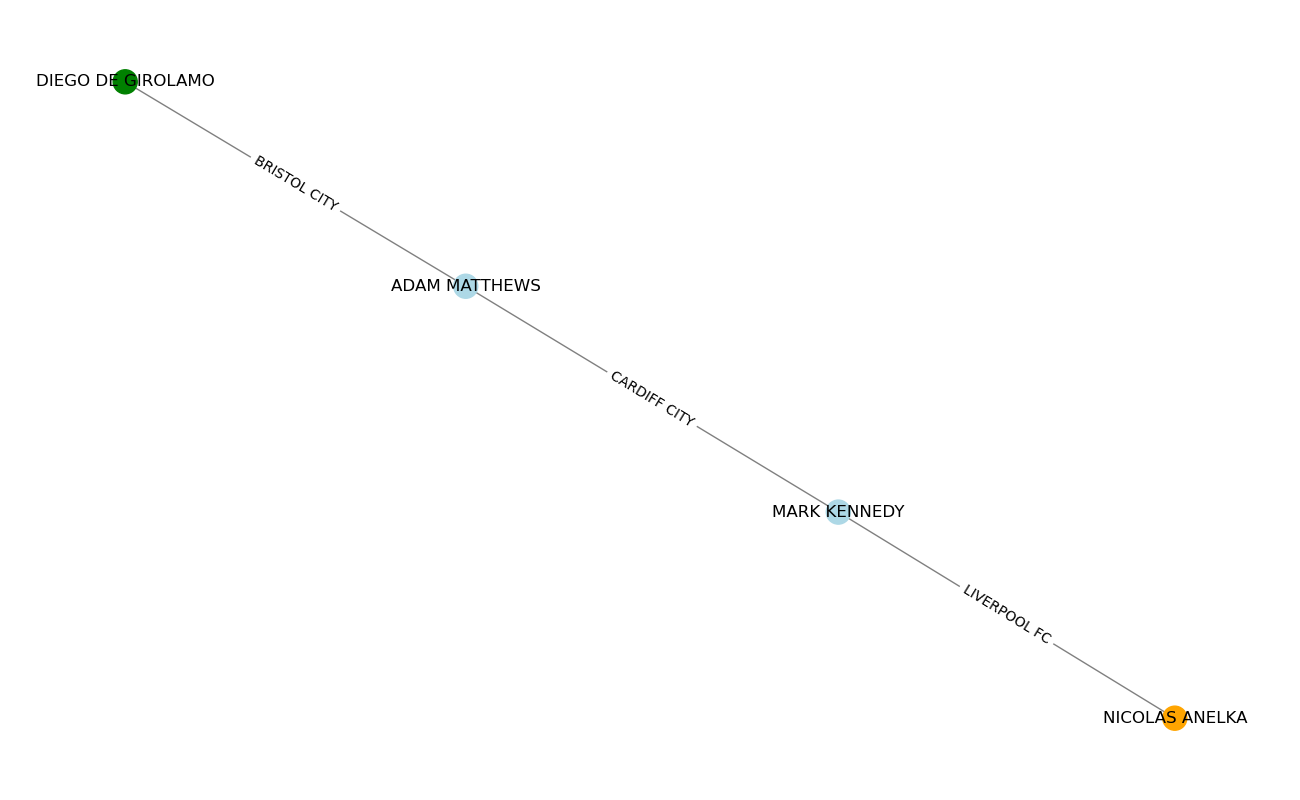 DIEGO DE GIROLAMO
BRISTOL CITY
ADAM MATTHEWS
CARDIFF CITY
MARK KENNEDY
LIVERPOOL FC
NICOLAS ANELKA